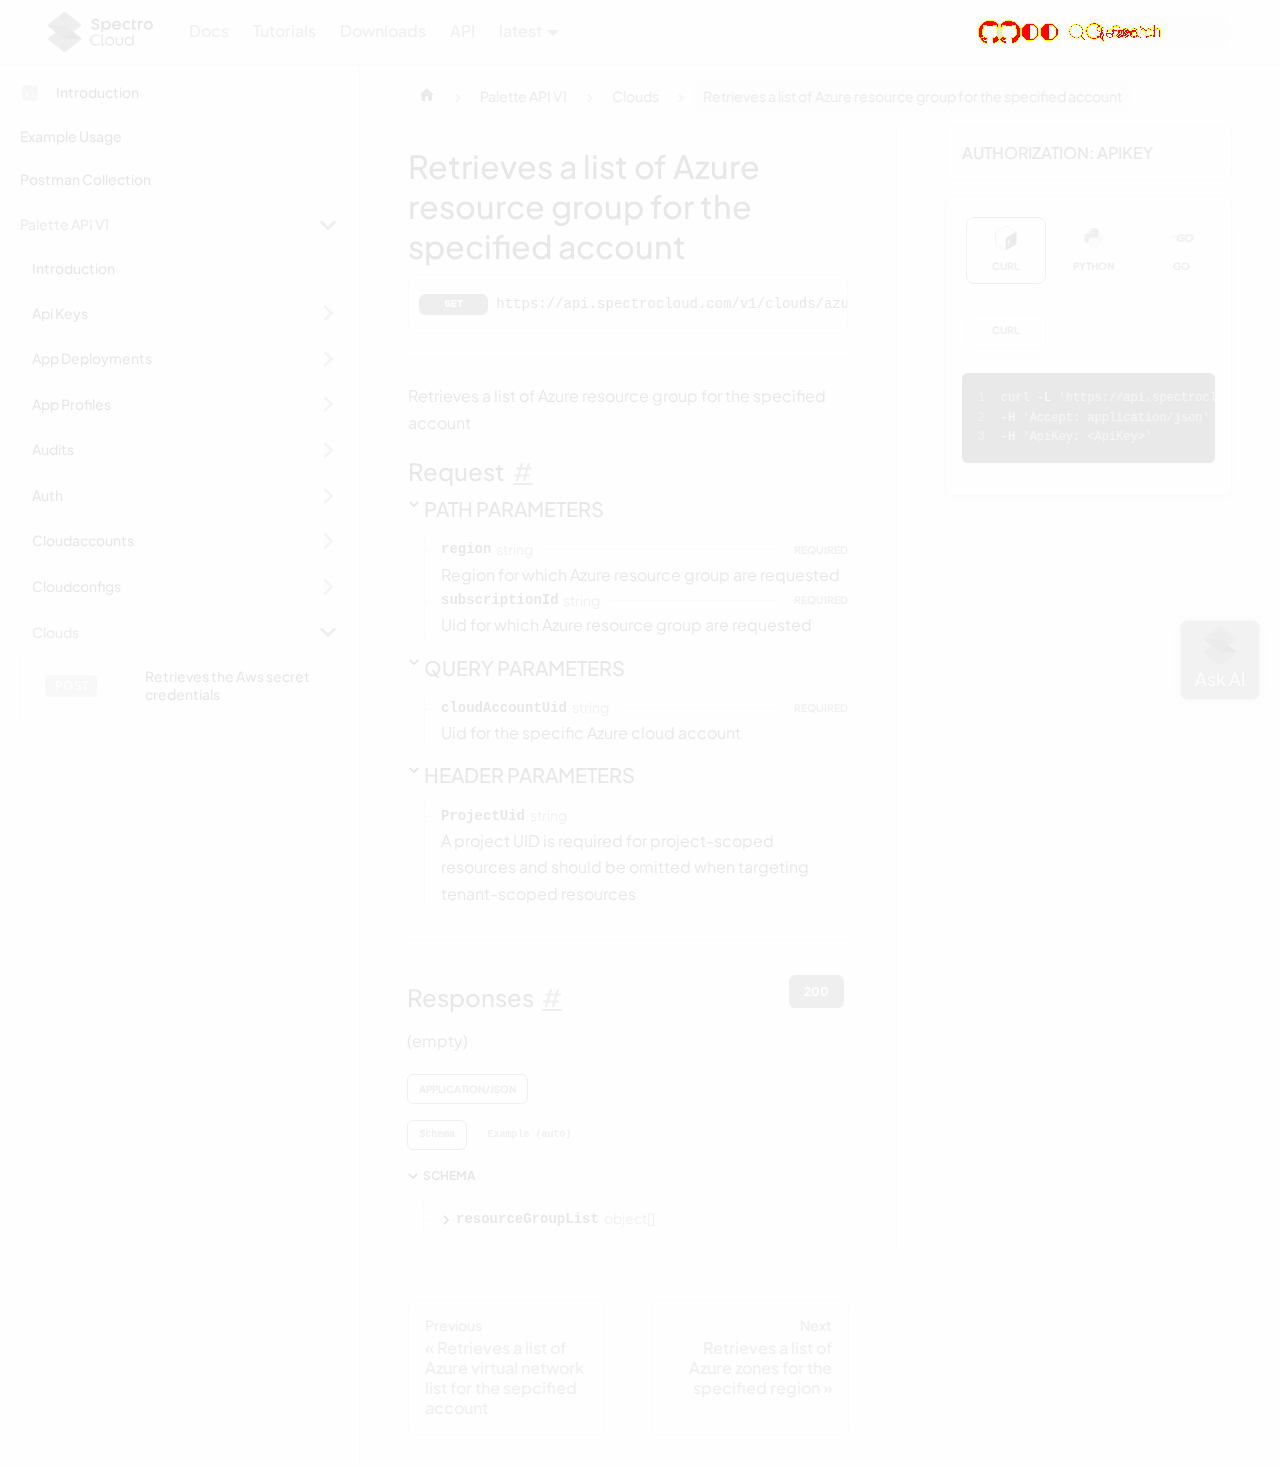 Spectro
Cloud
Docs
Tutorials
Downloads
API
latest
Introduction
Example Usage
Postman Collection
Palette API V1
Introduction
Api Keys
App Deployments
App Profiles
Audits
Auth
Cloudaccounts
Cloudconfigs
Clouds
POST
Retrieves the Aws secret
credentials
Palette API V1
Clouds
Retrieves a list of Azure resource group for the specified account
Retrieves a list of Azure
resource group for the
specified account
GET https://api.spectrocloud.com/v1/clouds/azu
Retrieves a list of Azure resource group for the specified
account
Request #
PATH PARAMETERS
region string REQUIRED
Region for which Azure resource group are requested
subscriptionId string REQUIRED
Uid for which Azure resource group are requested
QUERY PARAMETERS
cloudAccountUid string REQUIRED
Uid for the specific Azure cloud account
HEADER PARAMETERS
ProjectUid string
A project UID is required for project-scoped
resources and should be omitted when targeting
tenant-scoped resources
Responses #
200
(empty)
APPLICATION/JSON
Schema
Example (auto)
SCHEMA
resourceGroupList object[]
Previous
« Retrieves a list of
Azure virtual network
list for the sepcified
account
Next
Retrieves a list of
Azure zones for the
specified region »
AUTHORIZATION: APIKEY
CURL
PYTHON
GO
CURL
1 curl -L 'https://api.spectrocl
2 -H 'Accept: application/json'
3 -H 'ApiKey: <ApiKey>'
Ask AI